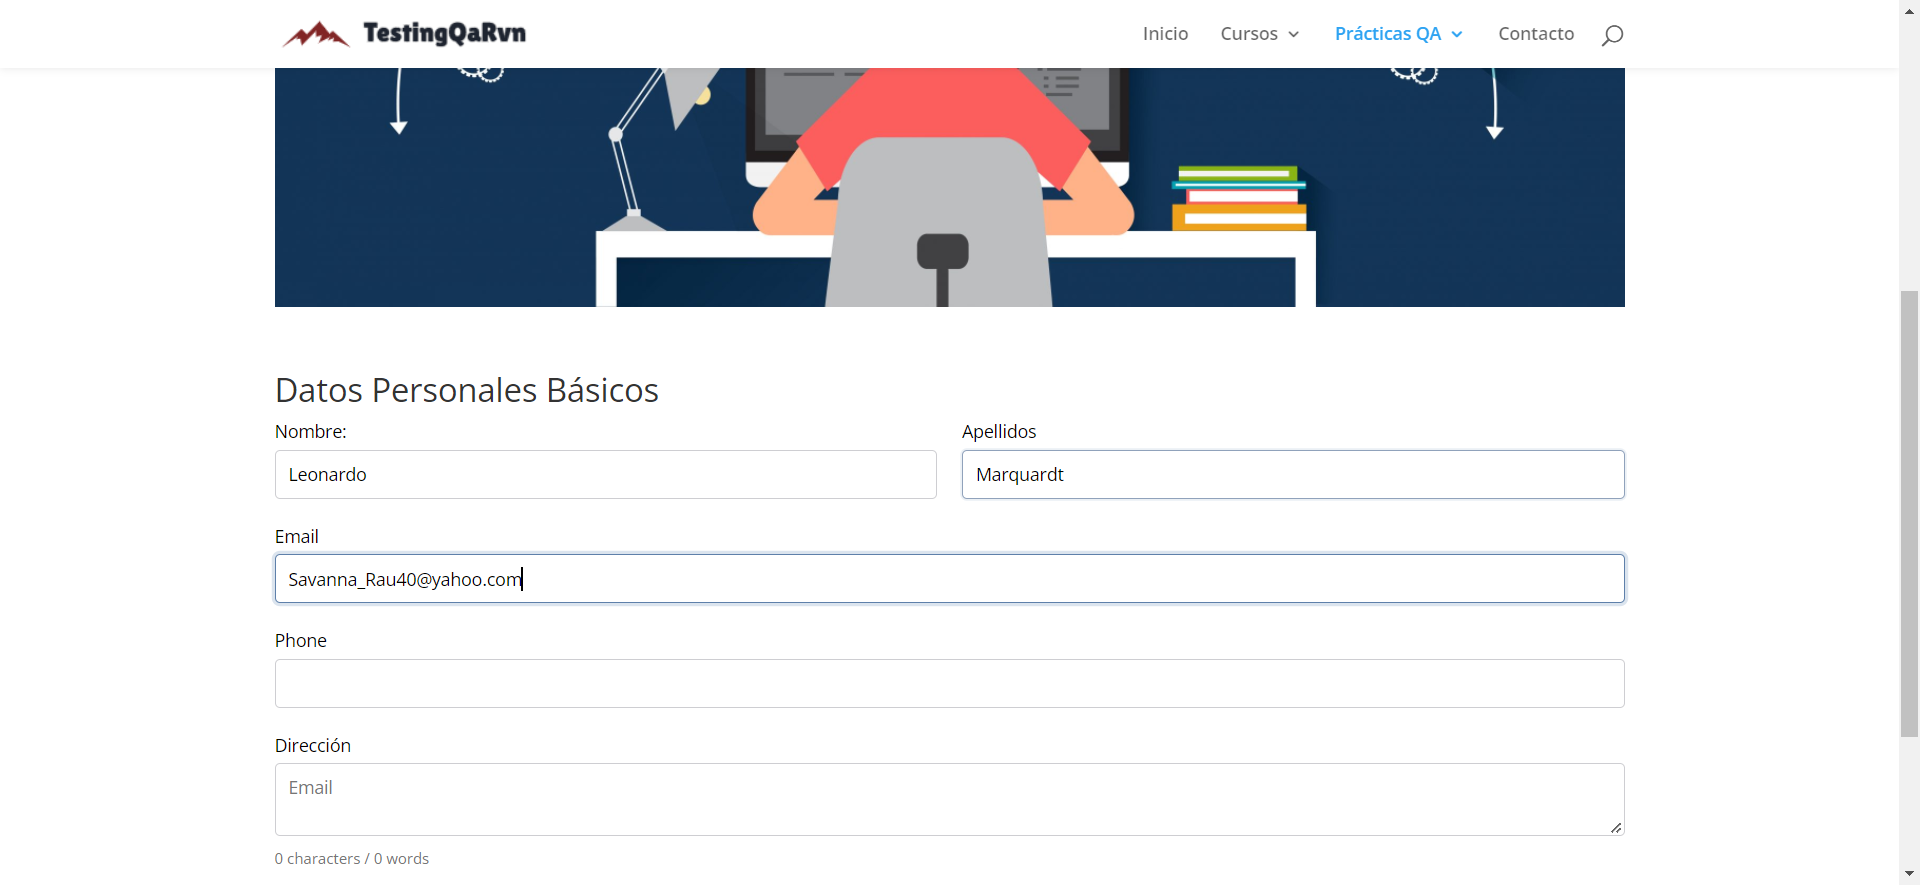 TestingQaRvn
Inicio
Cursos
Prácticas QA
Contacto
Datos Personales Básicos
Nombre:
Apellidos
Leonardo
Marquardt
Email
Savanna_Rau40@yahoo.com
Phone
Dirección
Email
0 characters / 0 words